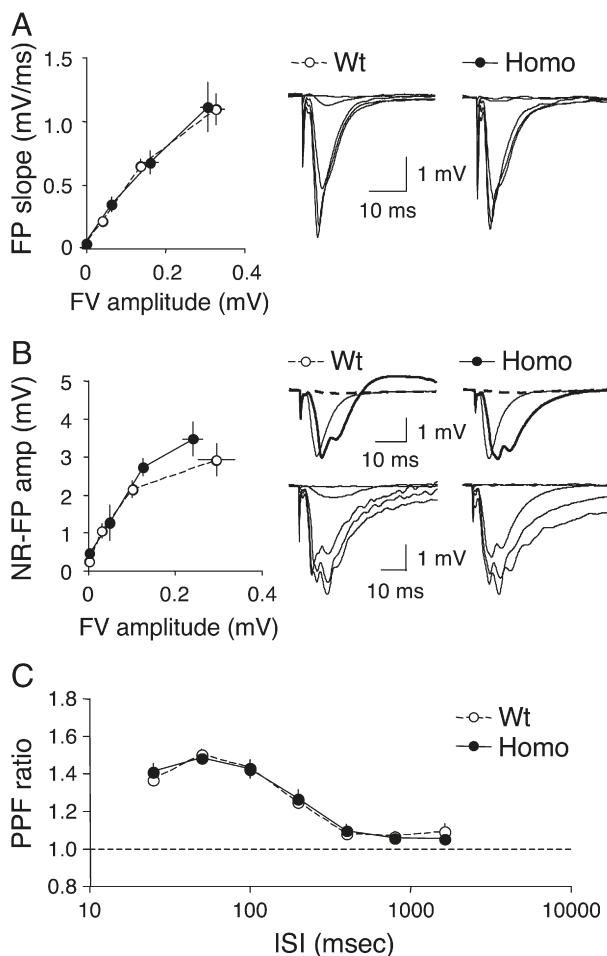 A
FP slope (mV/ms)
1.5
1.0
0.5
0
0
0.2
0.4
FV amplitude (mV)
Wt
Homo
1 mV
10 ms
B
NR-FP amp (mV)
5
4
3
2
1
0
0
0.2
0.4
FV amplitude (mV)
Wt
Homo
1 mV
10 ms
1 mV
10 ms
C
PPF ratio
1.8
1.6
1.4
1.2
1.0
0.8
10
100
1000
10000
ISI (msec)
Wt
Homo